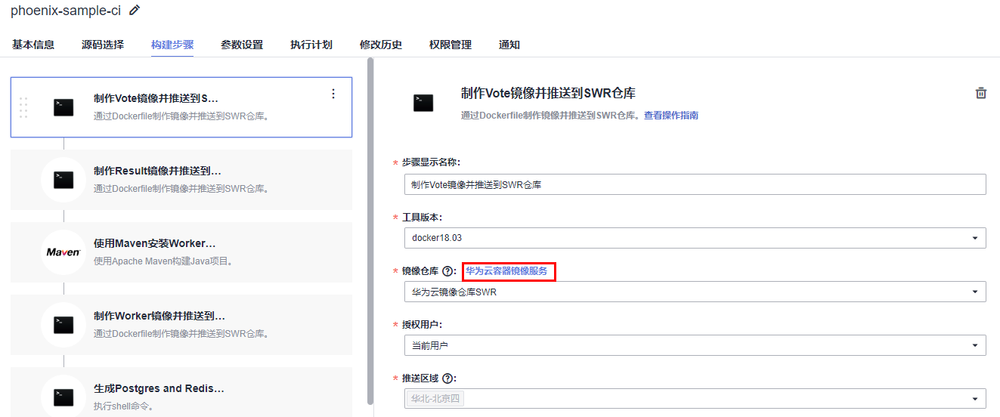 phoenix-sample-ci
基本信息 源码选择 构建步骤 参数设置 执行计划 修改历史 权限管理 通知
制作Vote镜像并推送到S...
通过Dockerfile制作镜像并推送到SWR仓库。
制作Result镜像并推送到...
通过Dockerfile制作镜像并推送到SWR仓库。
Maven
使用Maven安装Worker...
使用Apache Maven构建Java项目。
制作Worker镜像并推送到...
通过Dockerfile制作镜像并推送到SWR仓库。
生成Postgres and Redis...
执行shell命令。
制作Vote镜像并推送到SWR仓库
通过Dockerfile制作镜像并推送到SWR仓库。查看操作指南
* 步骤显示名称:
制作Vote镜像并推送到SWR仓库
* 工具版本:
docker18.03
* 镜像仓库 ?: 华为云容器镜像服务
华为云镜像仓库SWR
* 授权用户:
当前用户
* 推送区域 ?:
华北-北京四